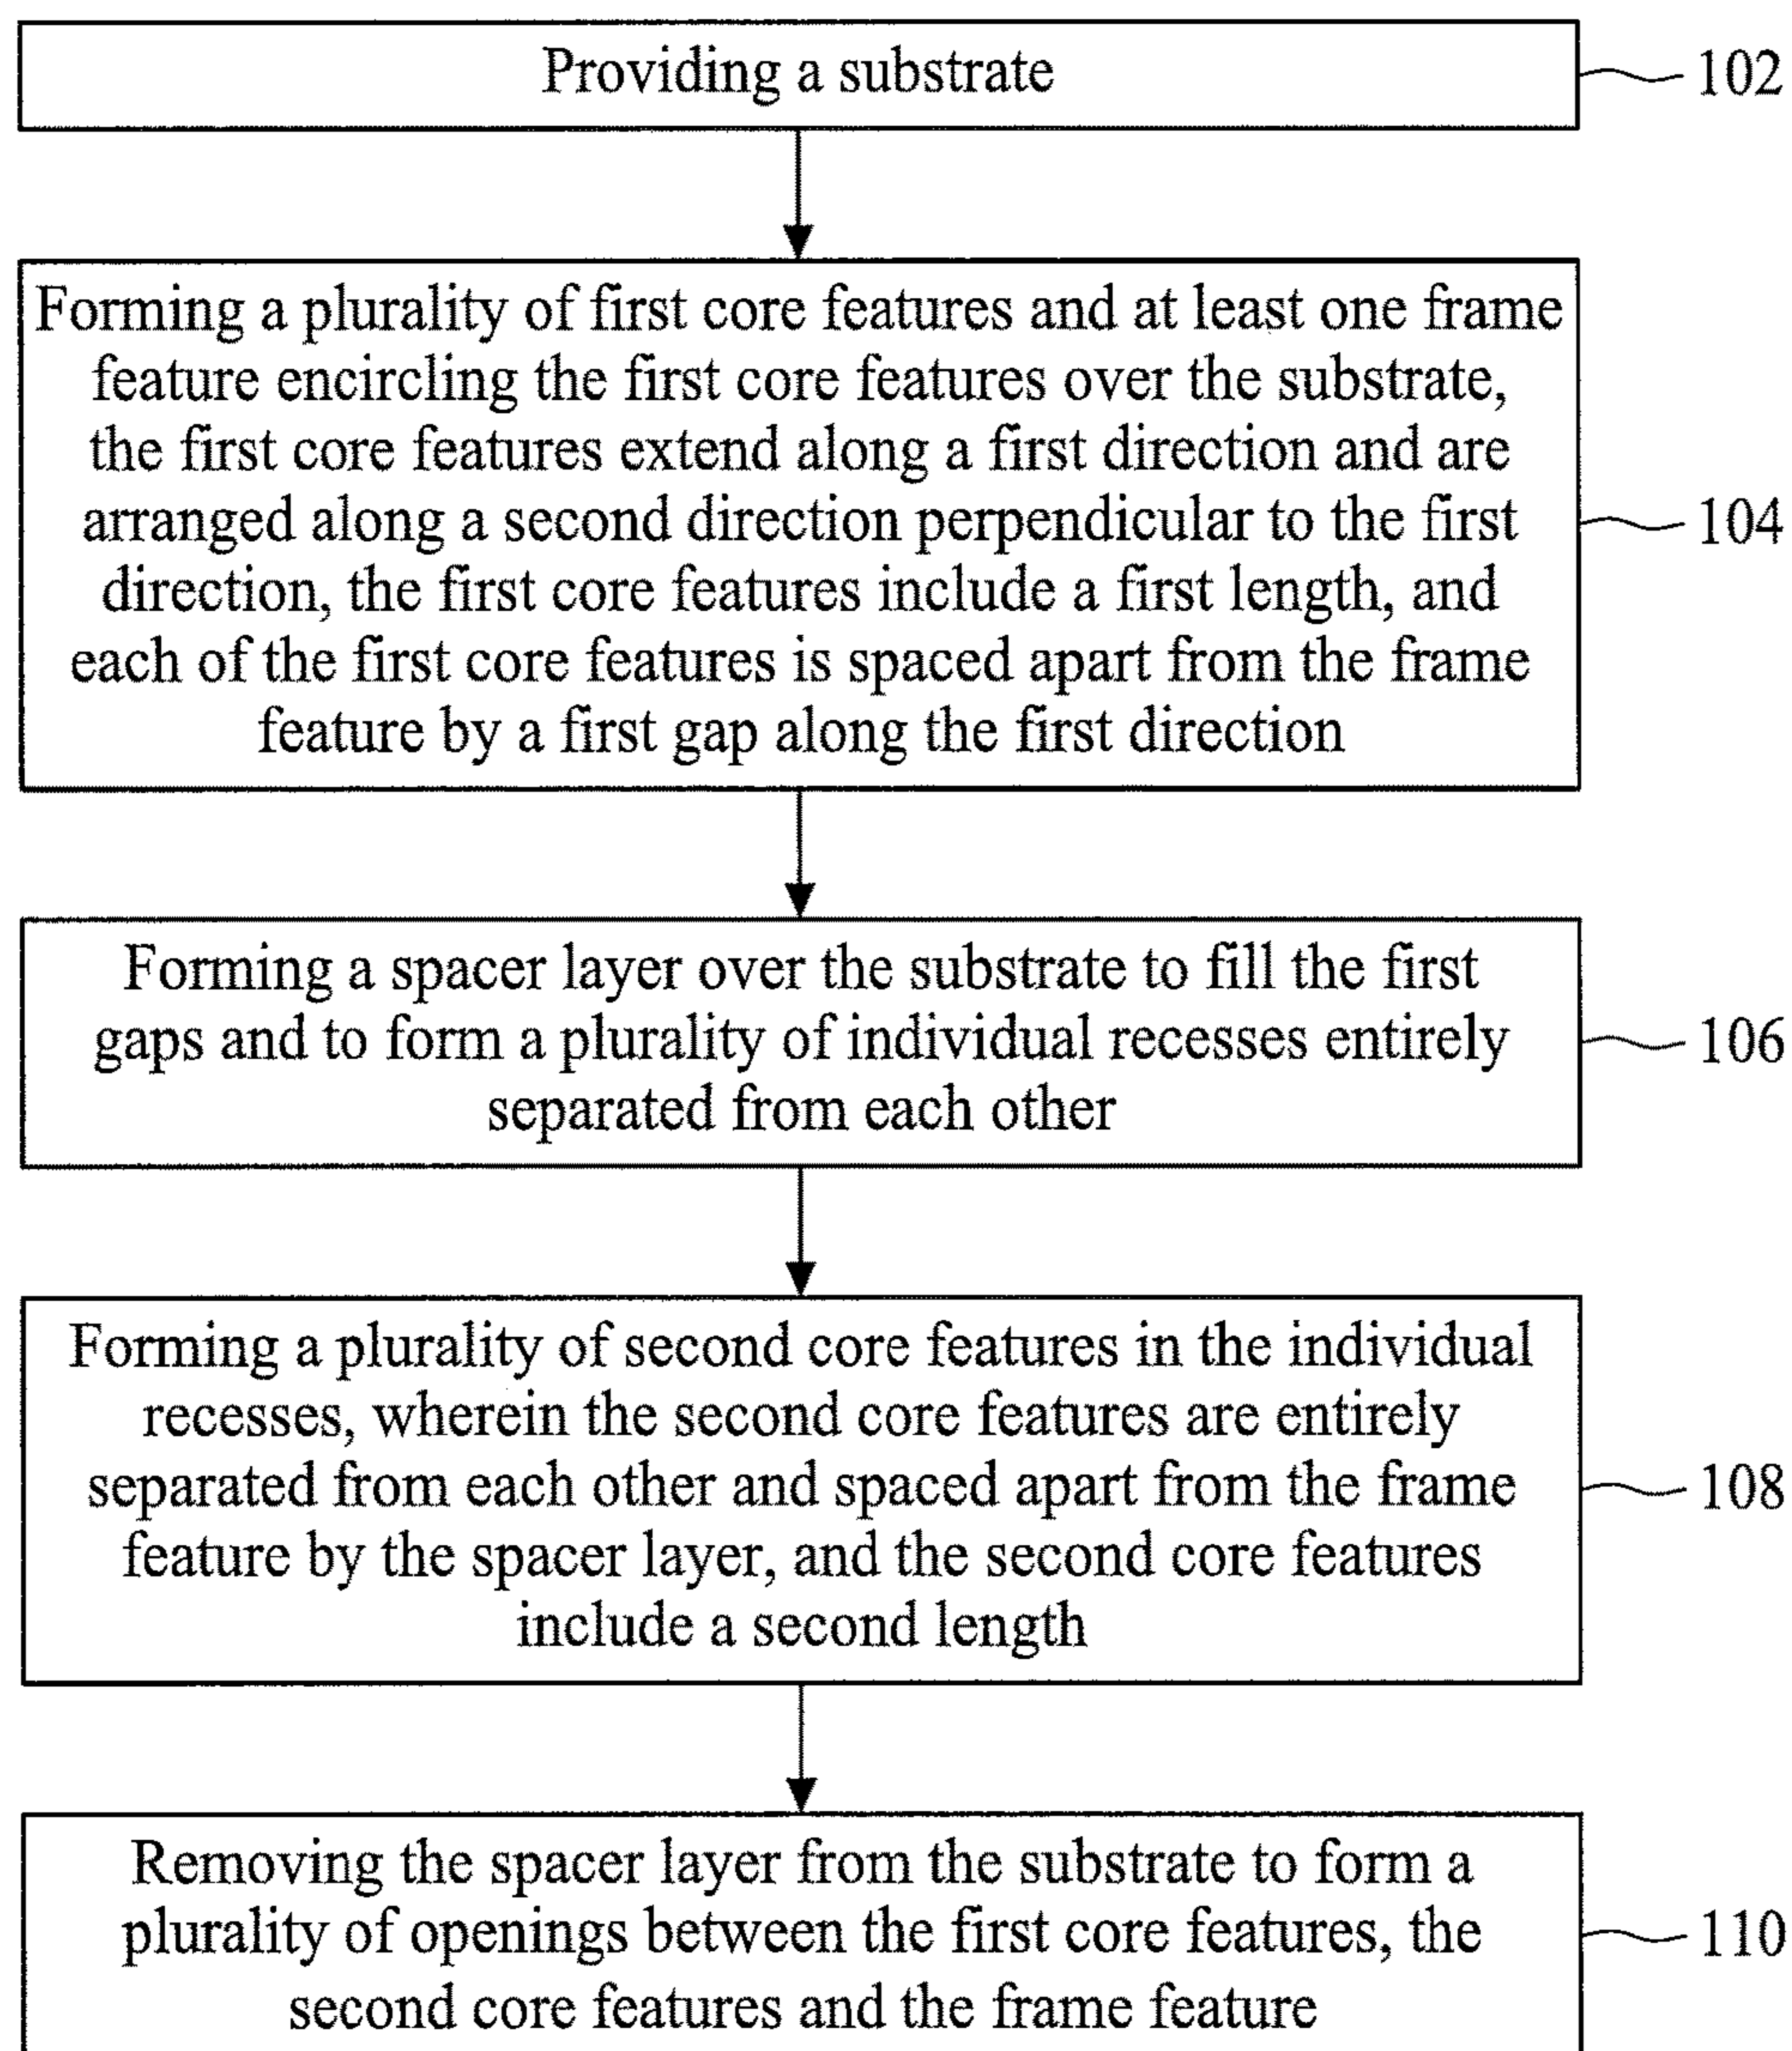 Providing a substrate
102
Forming a plurality of first core features and at least one frame
feature encircling the first core features over the substrate,
the first core features extend along a first direction and are
arranged along a second direction perpendicular to the first
direction, the first core features include a first length, and
each of the first core features is spaced apart from the frame
feature by a first gap along the first direction
104
Forming a spacer layer over the substrate to fill the first
gaps and to form a plurality of individual recesses entirely
separated from each other
106
Forming a plurality of second core features in the individual
recesses, wherein the second core features are entirely
separated from each other and spaced apart from the frame
feature by the spacer layer, and the second core features
include a second length
108
Removing the spacer layer from the substrate to form a
plurality of openings between the first core features, the
second core features and the frame feature
110